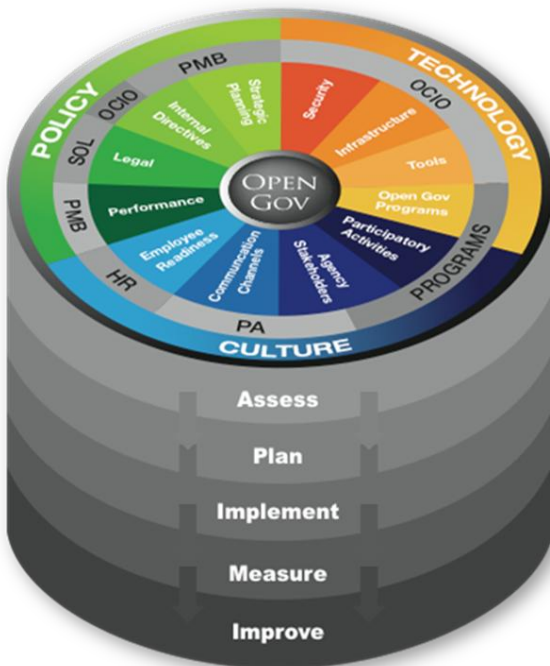 POLICY
TECHNOLOGY
CULTURE
PMB
OCIO
SOL
PMB
HR
PA
PROGRAMS
OCIO
Strategic
Planning
Internal
Directives
Legal
Performance
Employee
Readiness
Communcation
Channels
Agency
Stakeholders
Participatory
Activities
Open Gov
Programs
Tools
Infrastructure
Security
OPEN
GOV
Assess
Plan
Implement
Measure
Improve